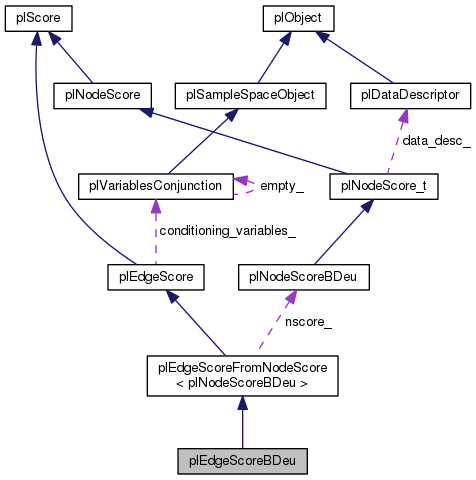 plScore
plObject
plNodeScore
plSampleSpaceObject
plDataDescriptor
data_desc_
plVariablesConjunction
empty_
plNodeScore_t
conditioning_variables_
plEdgeScore
plNodeScoreBDeu
nscore_
plEdgeScoreFromNodeScore
< plNodeScoreBDeu >
plEdgeScoreBDeu